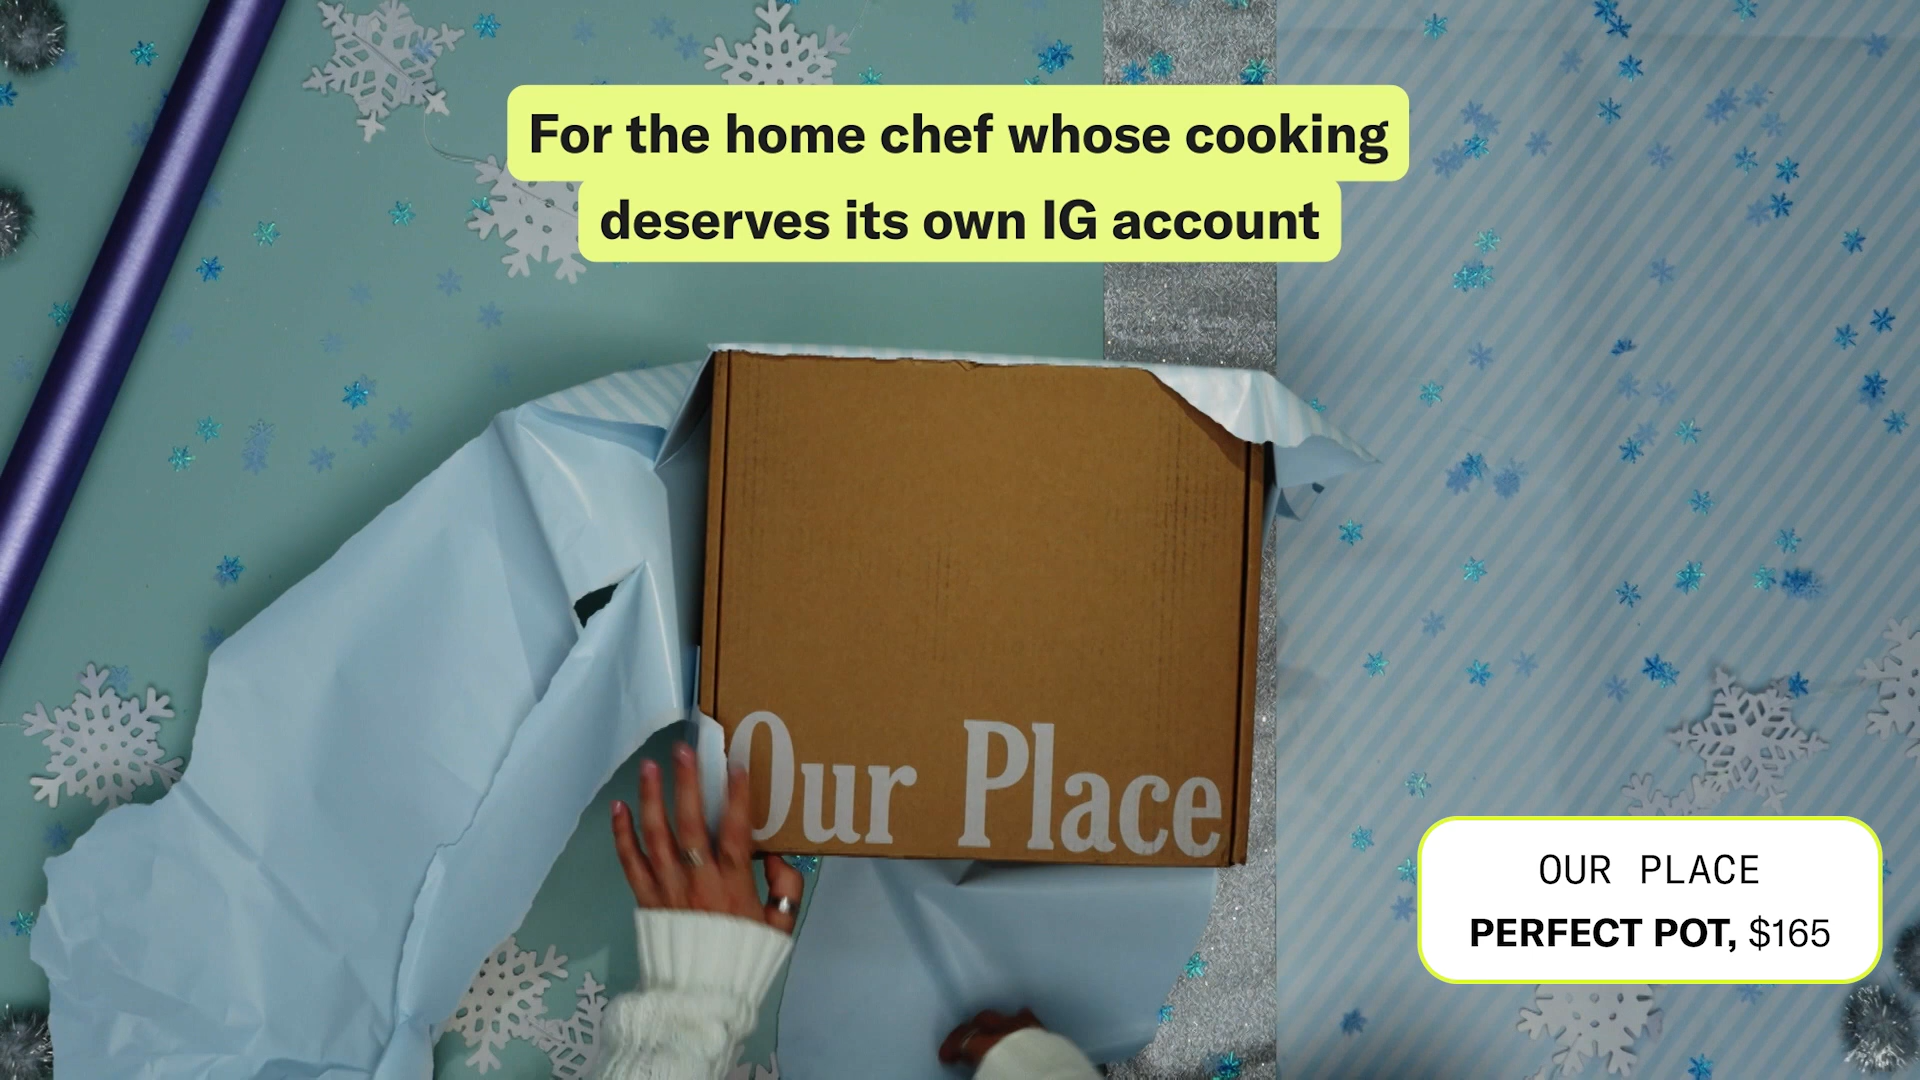 For the home chef whose cooking
deserves its own IG account
Our Place
OUR PLACE
PERFECT POT, $165